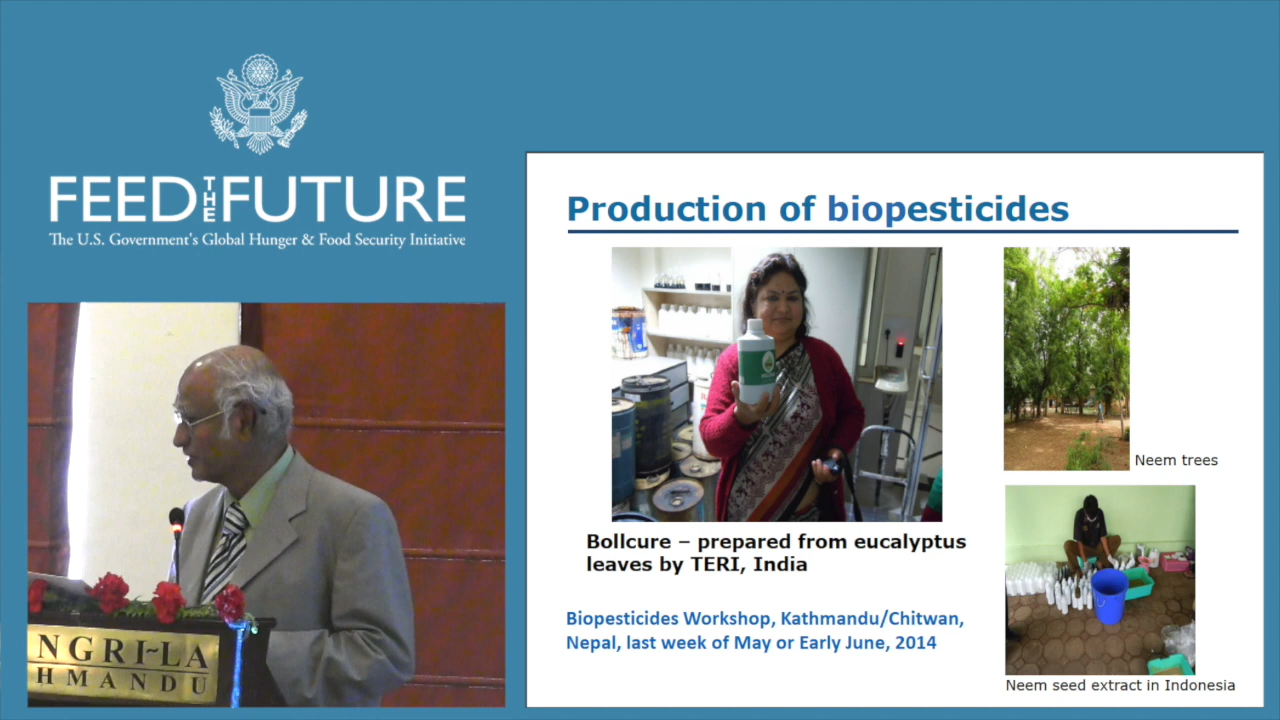 FEED THE FUTURE
The U.S. Government's Global Hunger & Food Security Initiative
NGRI~LA
HMANDU
Production of biopesticides
Neem trees
Bollcure – prepared from eucalyptus
leaves by TERI, India
Biopesticides Workshop, Kathmandu/Chitwan,
Nepal, last week of May or Early June, 2014
Neem seed extract in Indonesia